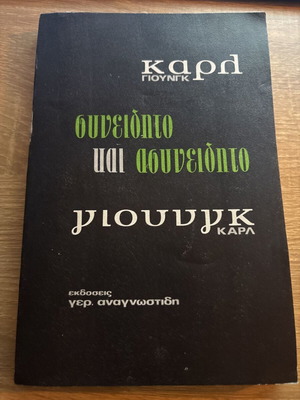 καρλ
ΓΙΟΥΝΓΚ
συνειδητο
και ασυνειδητο
γιουνγκ
ΚΑΡΛ
εκδοσεις
γερ. αναγνωστιδη